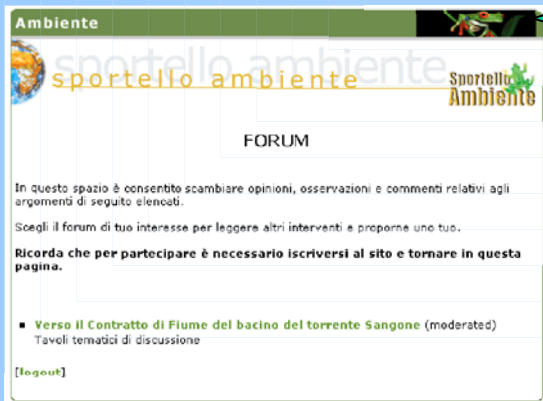 Ambiente
sportello ambiente
sportello ambiente
Sportello
Ambiente
FORUM
In questo spazio è consentito scambiare opinioni, osservazioni e commenti relativi agli
argomenti di seguito elencati.
Scegli il forum di tuo interesse per leggere altri interventi e proporne uno tuo.
Ricorda che per partecipare è necessario iscriversi al sito e tornare in questa
pagina.
Verso il Contratto di Fiume del bacino del torrente Sangone (moderated)
Tavoli tematici di discussione
[logout]